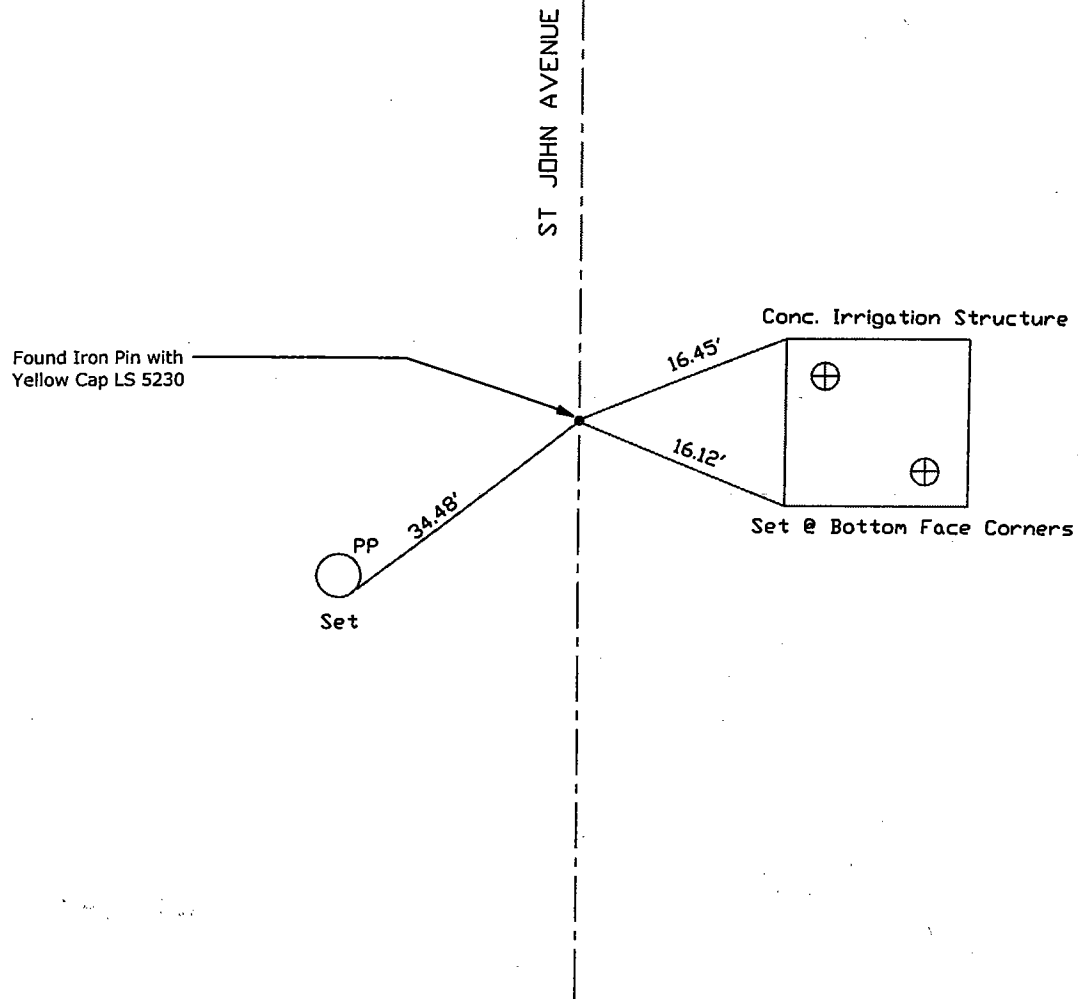 ST JOHN AVENUE
Conc. Irrigation Structure
Found Iron Pin with
Yellow Cap LS 5230
16.45'
16.12'
34.48'
PP
Set @ Bottom Face Corners
Set